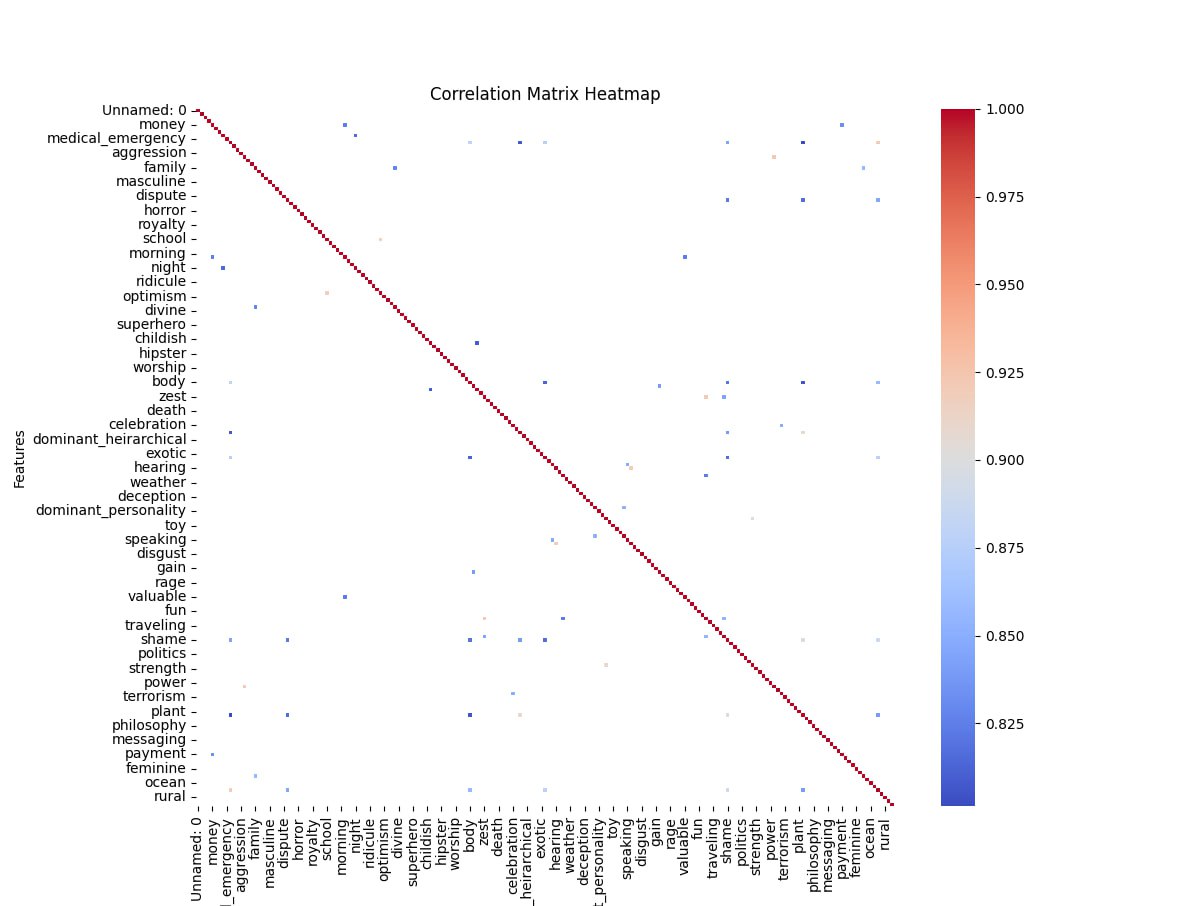 Correlation Matrix Heatmap
Features
Unnamed: 0
money
medical_emergency
aggression
family
masculine
dispute
horror
royalty
school
morning
night
ridicule
optimism
divine
superhero
childish
hipster
worship
body
zest
death
celebration
dominant_heirarchical
exotic
hearing
weather
deception
dominant_personality
toy
speaking
disgust
gain
rage
valuable
fun
traveling
shame
politics
strength
power
terrorism
plant
philosophy
messaging
payment
feminine
ocean
rural
1.000
0.975
0.950
0.925
0.900
0.875
0.850
0.825
Unnamed: 0
money
l_emergency
aggression
family
masculine
dispute
horror
royalty
school
morning
night
ridicule
optimism
divine
superhero
childish
hipster
worship
body
zest
death
celebration
_heirarchical
exotic
hearing
weather
deception
t_personality
toy
speaking
disgust
gain
rage
valuable
fun
traveling
shame
politics
strength
power
terrorism
plant
philosophy
messaging
payment
feminine
ocean
rural